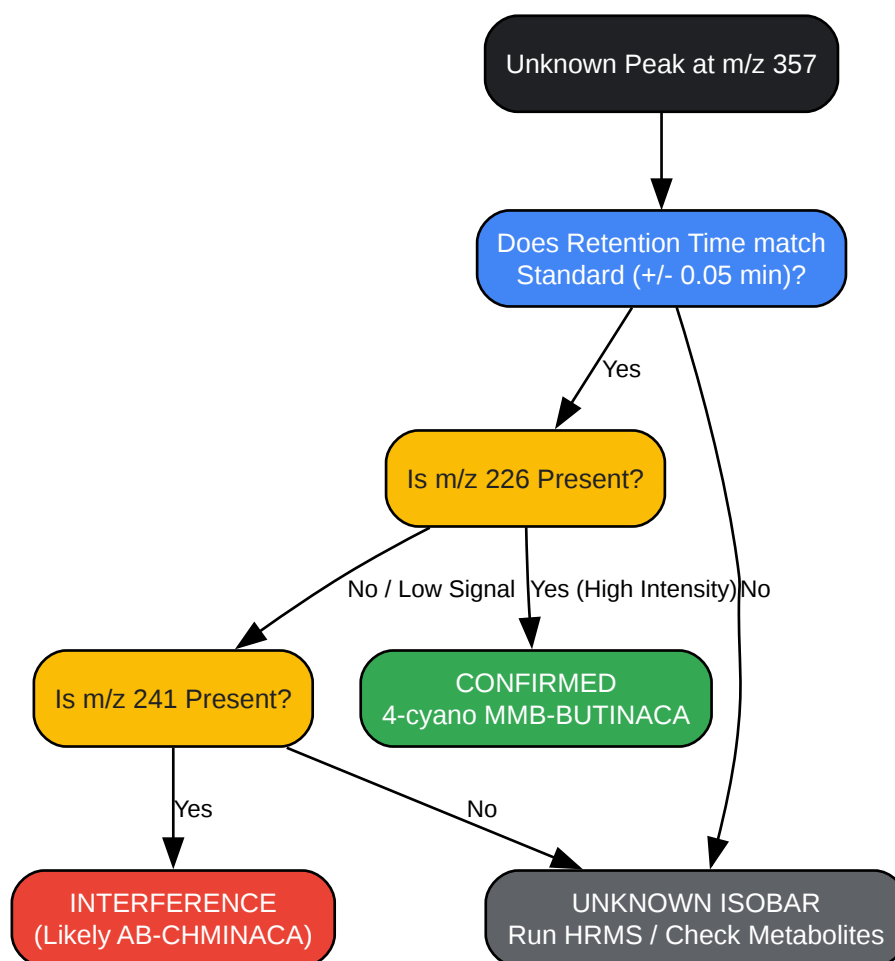 Unknown Peak at m/z 357
Does Retention Time match
Standard (+/- 0.05 min)?
Yes
Is m/z 226 Present?
No / Low Signal
Yes (High Intensity)
No
Is m/z 241 Present?
CONFIRMED
4-cyano MMB-BUTINACA
Yes
No
INTERFERENCE
(Likely AB-CHMINACA)
UNKNOWN ISOBAR
Run HRMS / Check Metabolites